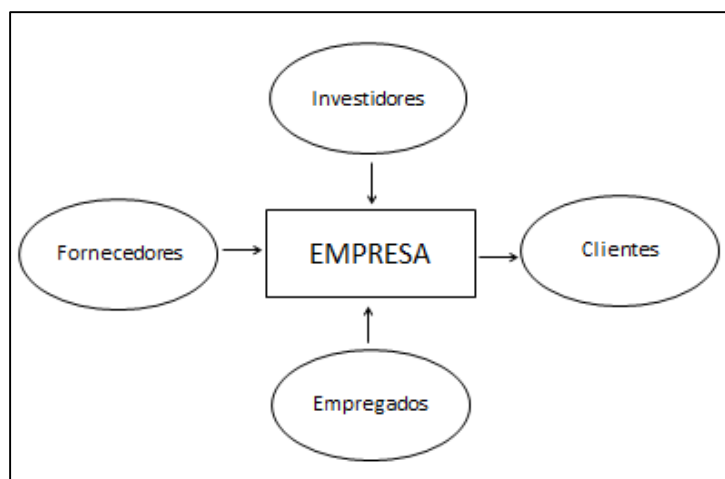 Investidores
Fornecedores
EMPRESA
Clientes
Empregados